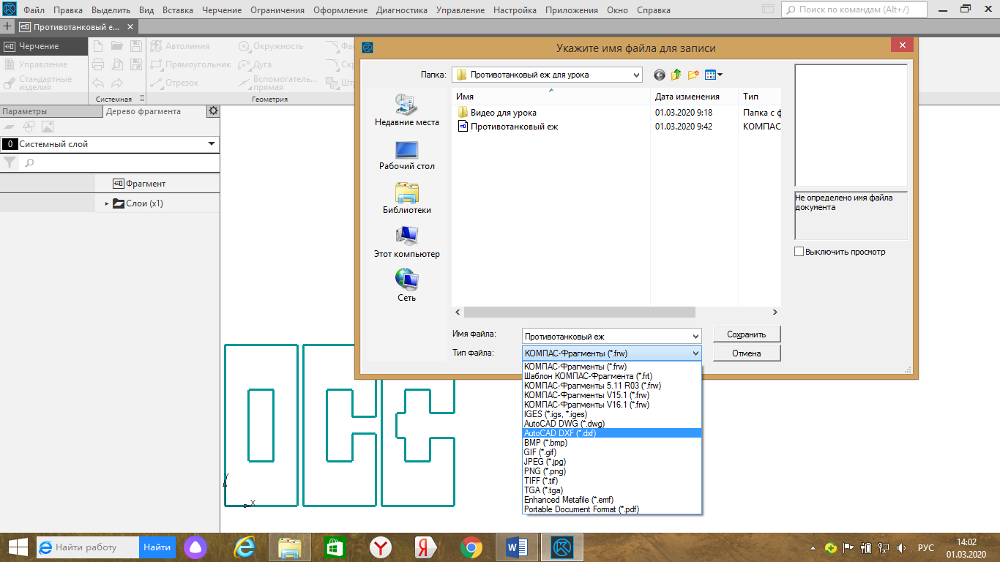 Файл Правка Выделить Вид Вставка Черчение Ограничения Оформление Диагностика Управление Настройка Приложения Окно Справка
Поиск по командам (Alt+/)
Противотанковый е...
Черчение
Управление
Стандартные
изделия
Системная
Автолиния
Прямоугольник
Отрезок
Окружность
Дуга
Вспомогатель...
прямая
Геометрия
Параметры
Дерево фрагмента
0 Системный слой
Фрагмент
Слои (х1)
Укажите имя файла для записи
Папка:
Противотанковый еж для урока
Недавние места
Рабочий стол
Библиотеки
Этот компьютер
Сеть
Имя Дата изменения Тип
Видео для урока 01.03.2020 9:18 Папка с ф
Противотанковый еж 01.03.2020 9:42 КОМПАС
Не определено имя файла
документа
Выключить просмотр
Имя файла: Противотанковый еж Сохранить
Тип файла: КОМПАС-Фрагменты (*.frw) Отмена
КОМПАС-Фрагменты (*.frw)
Шаблон КОМПАС-Фрагмента (*.frt)
КОМПАС-Фрагменты 5.11 R03 (*.frw)
КОМПАС-Фрагменты V15.1 (*.frw)
КОМПАС-Фрагменты V16.1 (*.frw)
IGES (*.igs, *.iges)
AutoCAD DWG (*.dwg)
AutoCAD DXF (*.dxf)
BMP (*.bmp)
GIF (*.gif)
JPEG (*.jpg)
PNG (*.png)
TIFF (*.tif)
TGA (*.tga)
Enhanced Metafile (*.emf)
Portable Document Format (*.pdf)
Y
X
Найти работу
Найти
РУС
14:02
01.03.2020